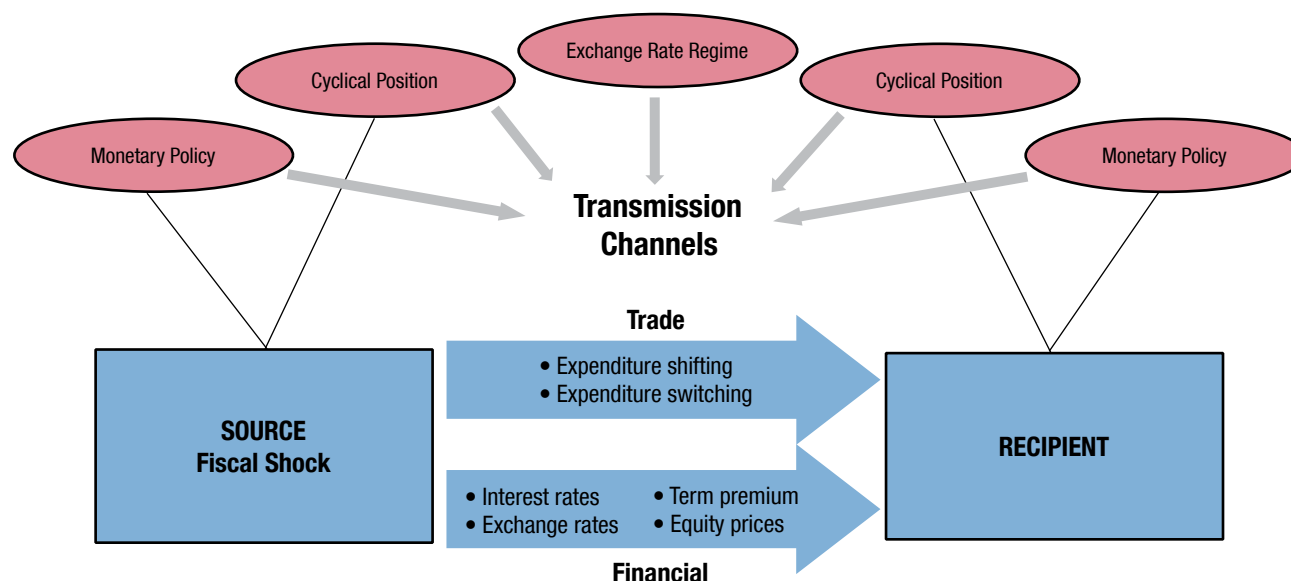 Exchange Rate Regime
Cyclical Position
Cyclical Position
Monetary Policy
Monetary Policy
Transmission
Channels
Trade
• Expenditure shifting
• Expenditure switching
SOURCE
Fiscal Shock
RECIPIENT
• Interest rates
• Term premium
• Exchange rates
• Equity prices
Financial